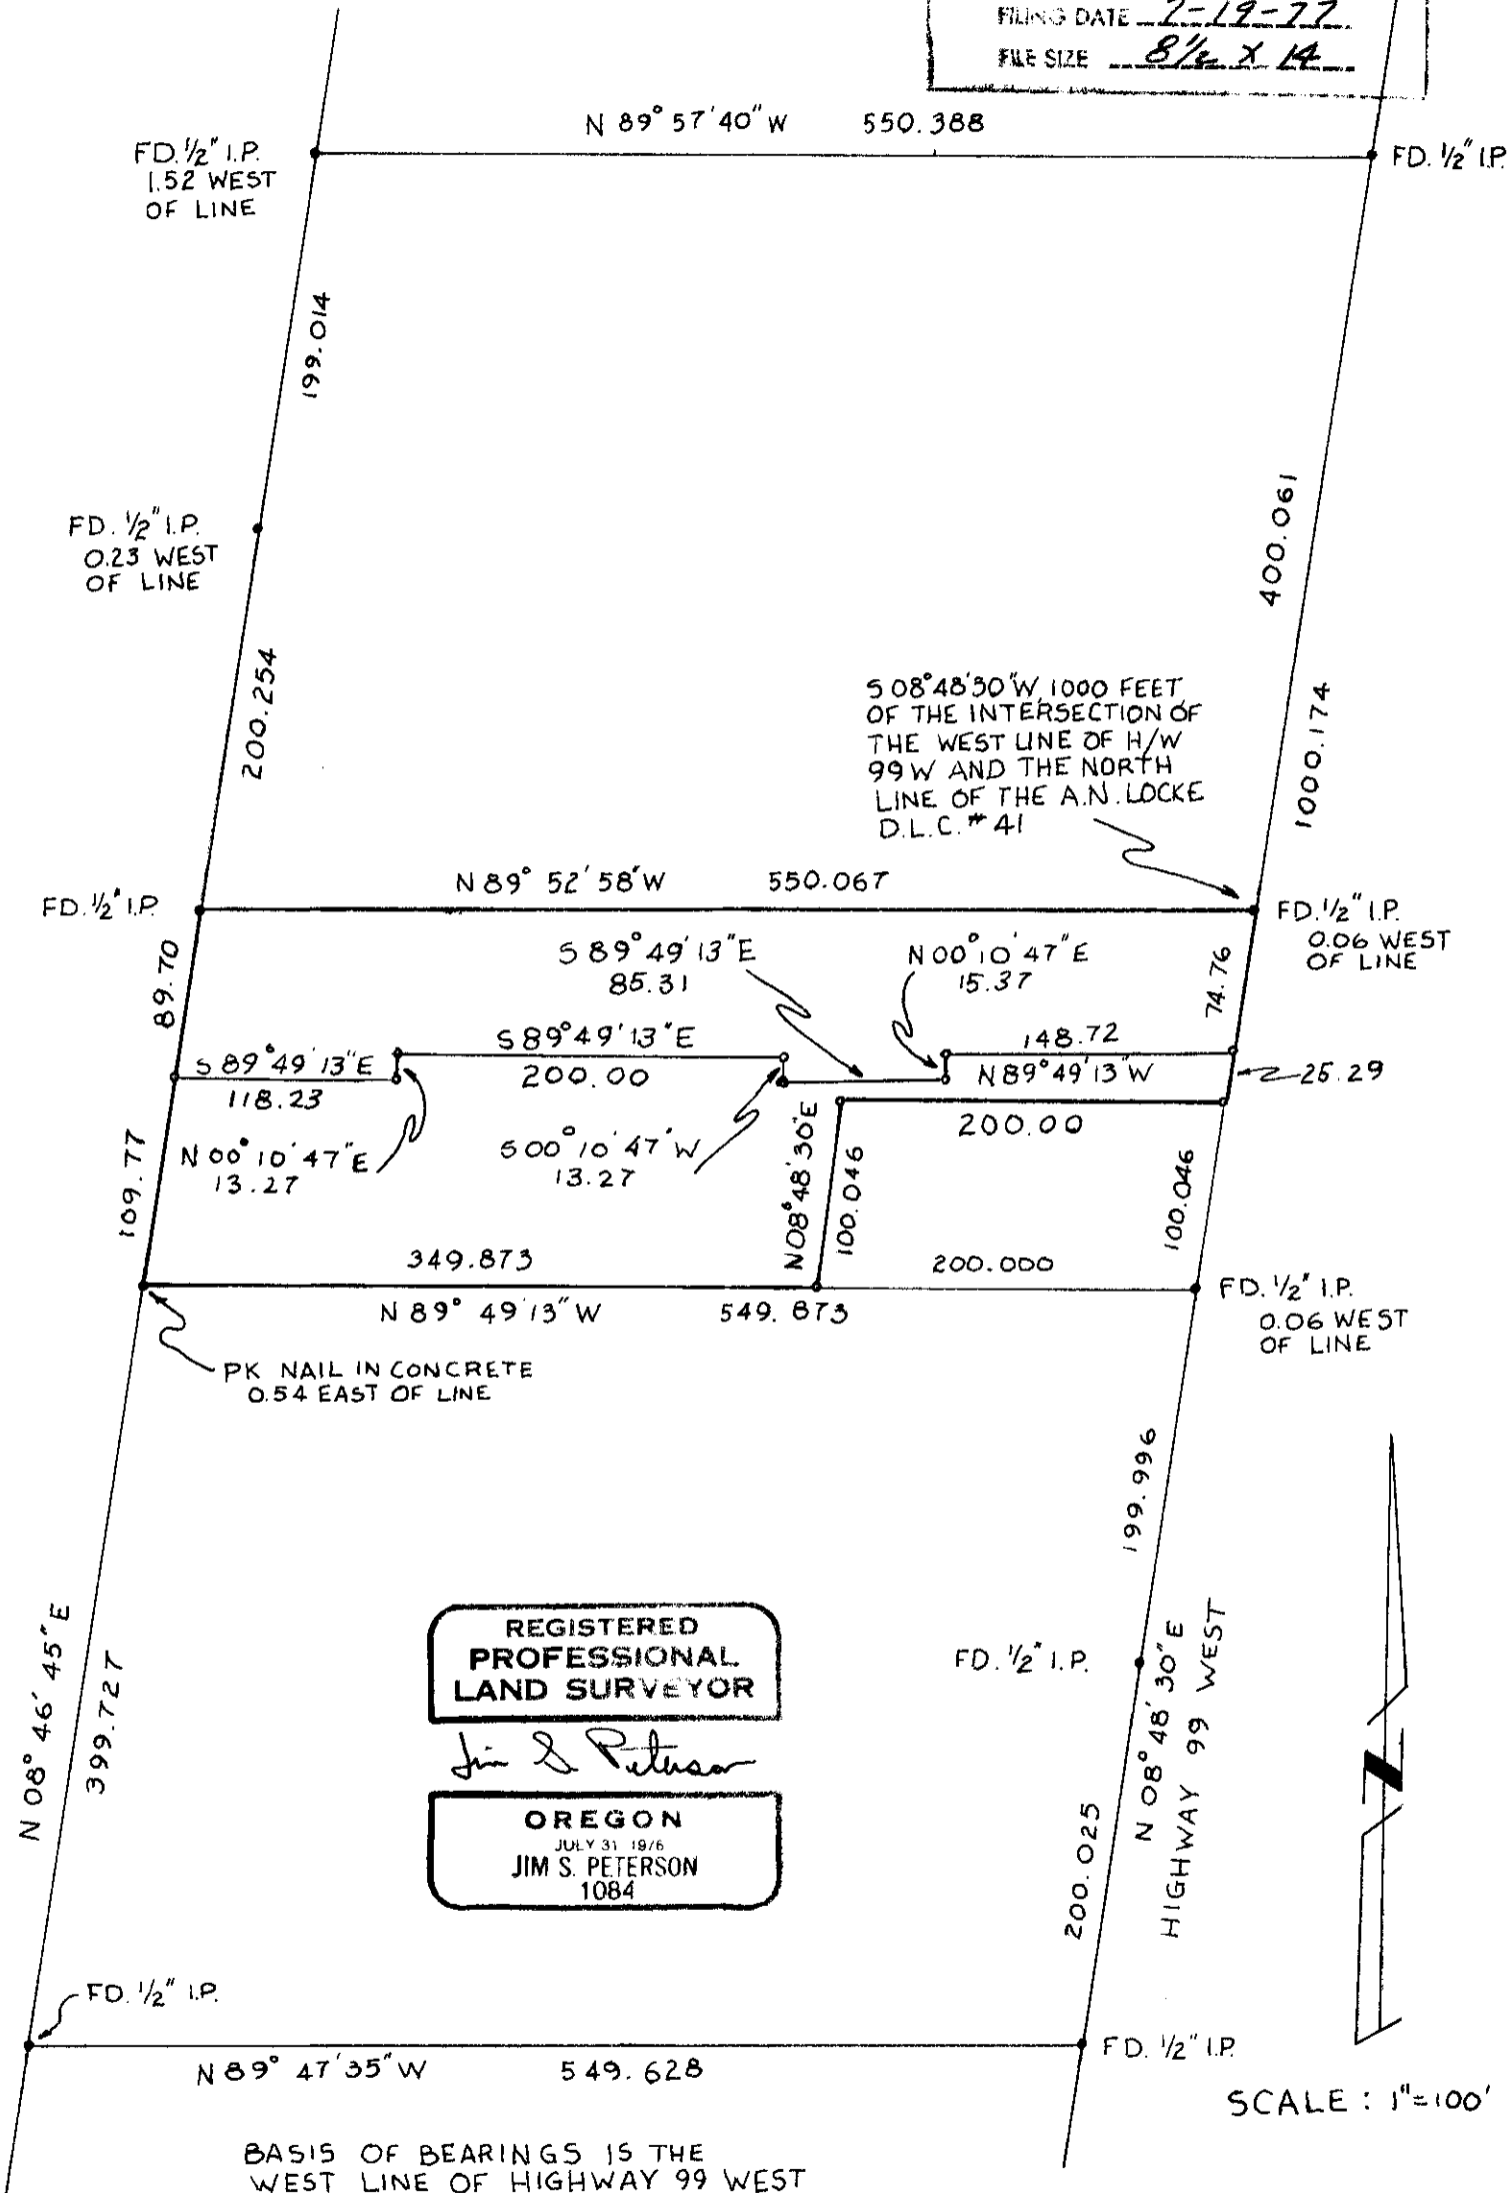 FILING DATE 7-19-77
FILE SIZE 8 1/2 X 14
N 89° 57' 40" W 550.388
FD. 1/2" I.P.
1.52 WEST
OF LINE
FD. 1/2" I.P.
199.014
FD. 1/2" I.P.
0.23 WEST
OF LINE
400.061
200.254
S 08° 48' 30" W, 1000 FEET
OF THE INTERSECTION OF
THE WEST LINE OF H/W
99W AND THE NORTH
LINE OF THE A.N. LOCKE
D.L.C. # 41
1000.174
N 89° 52' 58" W 550.067
FD. 1/2" I.P.
FD. 1/2" I.P.
0.06 WEST
OF LINE
89.70
S 89° 49' 13" E
85.31
N 00° 10' 47" E
15.37
74.76
S 89° 49' 13" E
118.23
S 89° 49' 13" E
200.00
148.72
N 89° 49' 13" W
25.29
109.77
N 00° 10' 47" E
13.27
S 00° 10' 47" W
13.27
N 08° 48' 30" E
100.046
200.00
100.046
349.873
200.000
N 89° 49' 13" W 549.873
FD. 1/2" I.P.
0.06 WEST
OF LINE
PK NAIL IN CONCRETE
0.54 EAST OF LINE
199.996
N 08° 46' 45" E
399.727
REGISTERED
PROFESSIONAL
LAND SURVEYOR
Jim S. Peterson
OREGON
JULY 31 1976
JIM S. PETERSON
1084
FD. 1/2" I.P.
N 08° 48' 30" E
HIGHWAY 99 WEST
200.025
N
FD. 1/2" I.P.
FD. 1/2" I.P.
N 89° 47' 35" W 549.628
SCALE : 1"=100'
BASIS OF BEARINGS IS THE
WEST LINE OF HIGHWAY 99 WEST